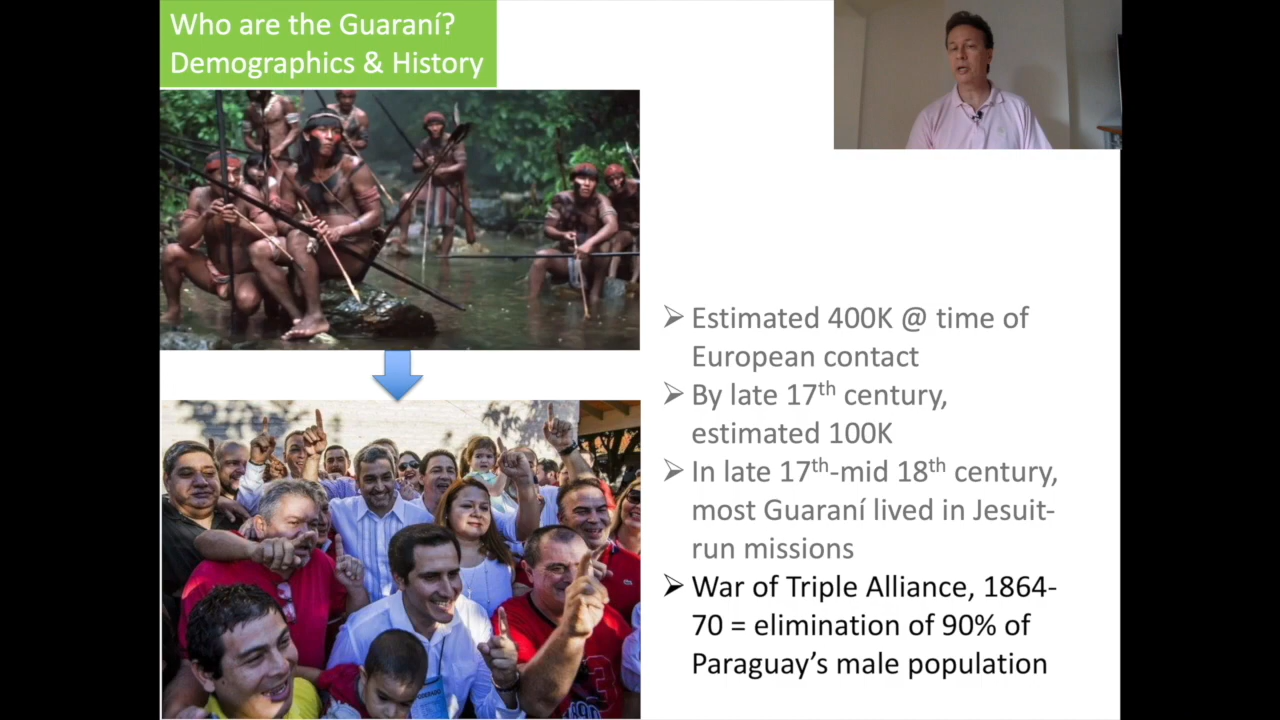 Who are the Guaraní?
Demographics & History
➢ Estimated 400K @ time of
European contact
➢ By late 17th century,
estimated 100K
➢ In late 17th-mid 18th century,
most Guaraní lived in Jesuit-
run missions
➢ War of Triple Alliance, 1864-
70 = elimination of 90% of
Paraguay’s male population